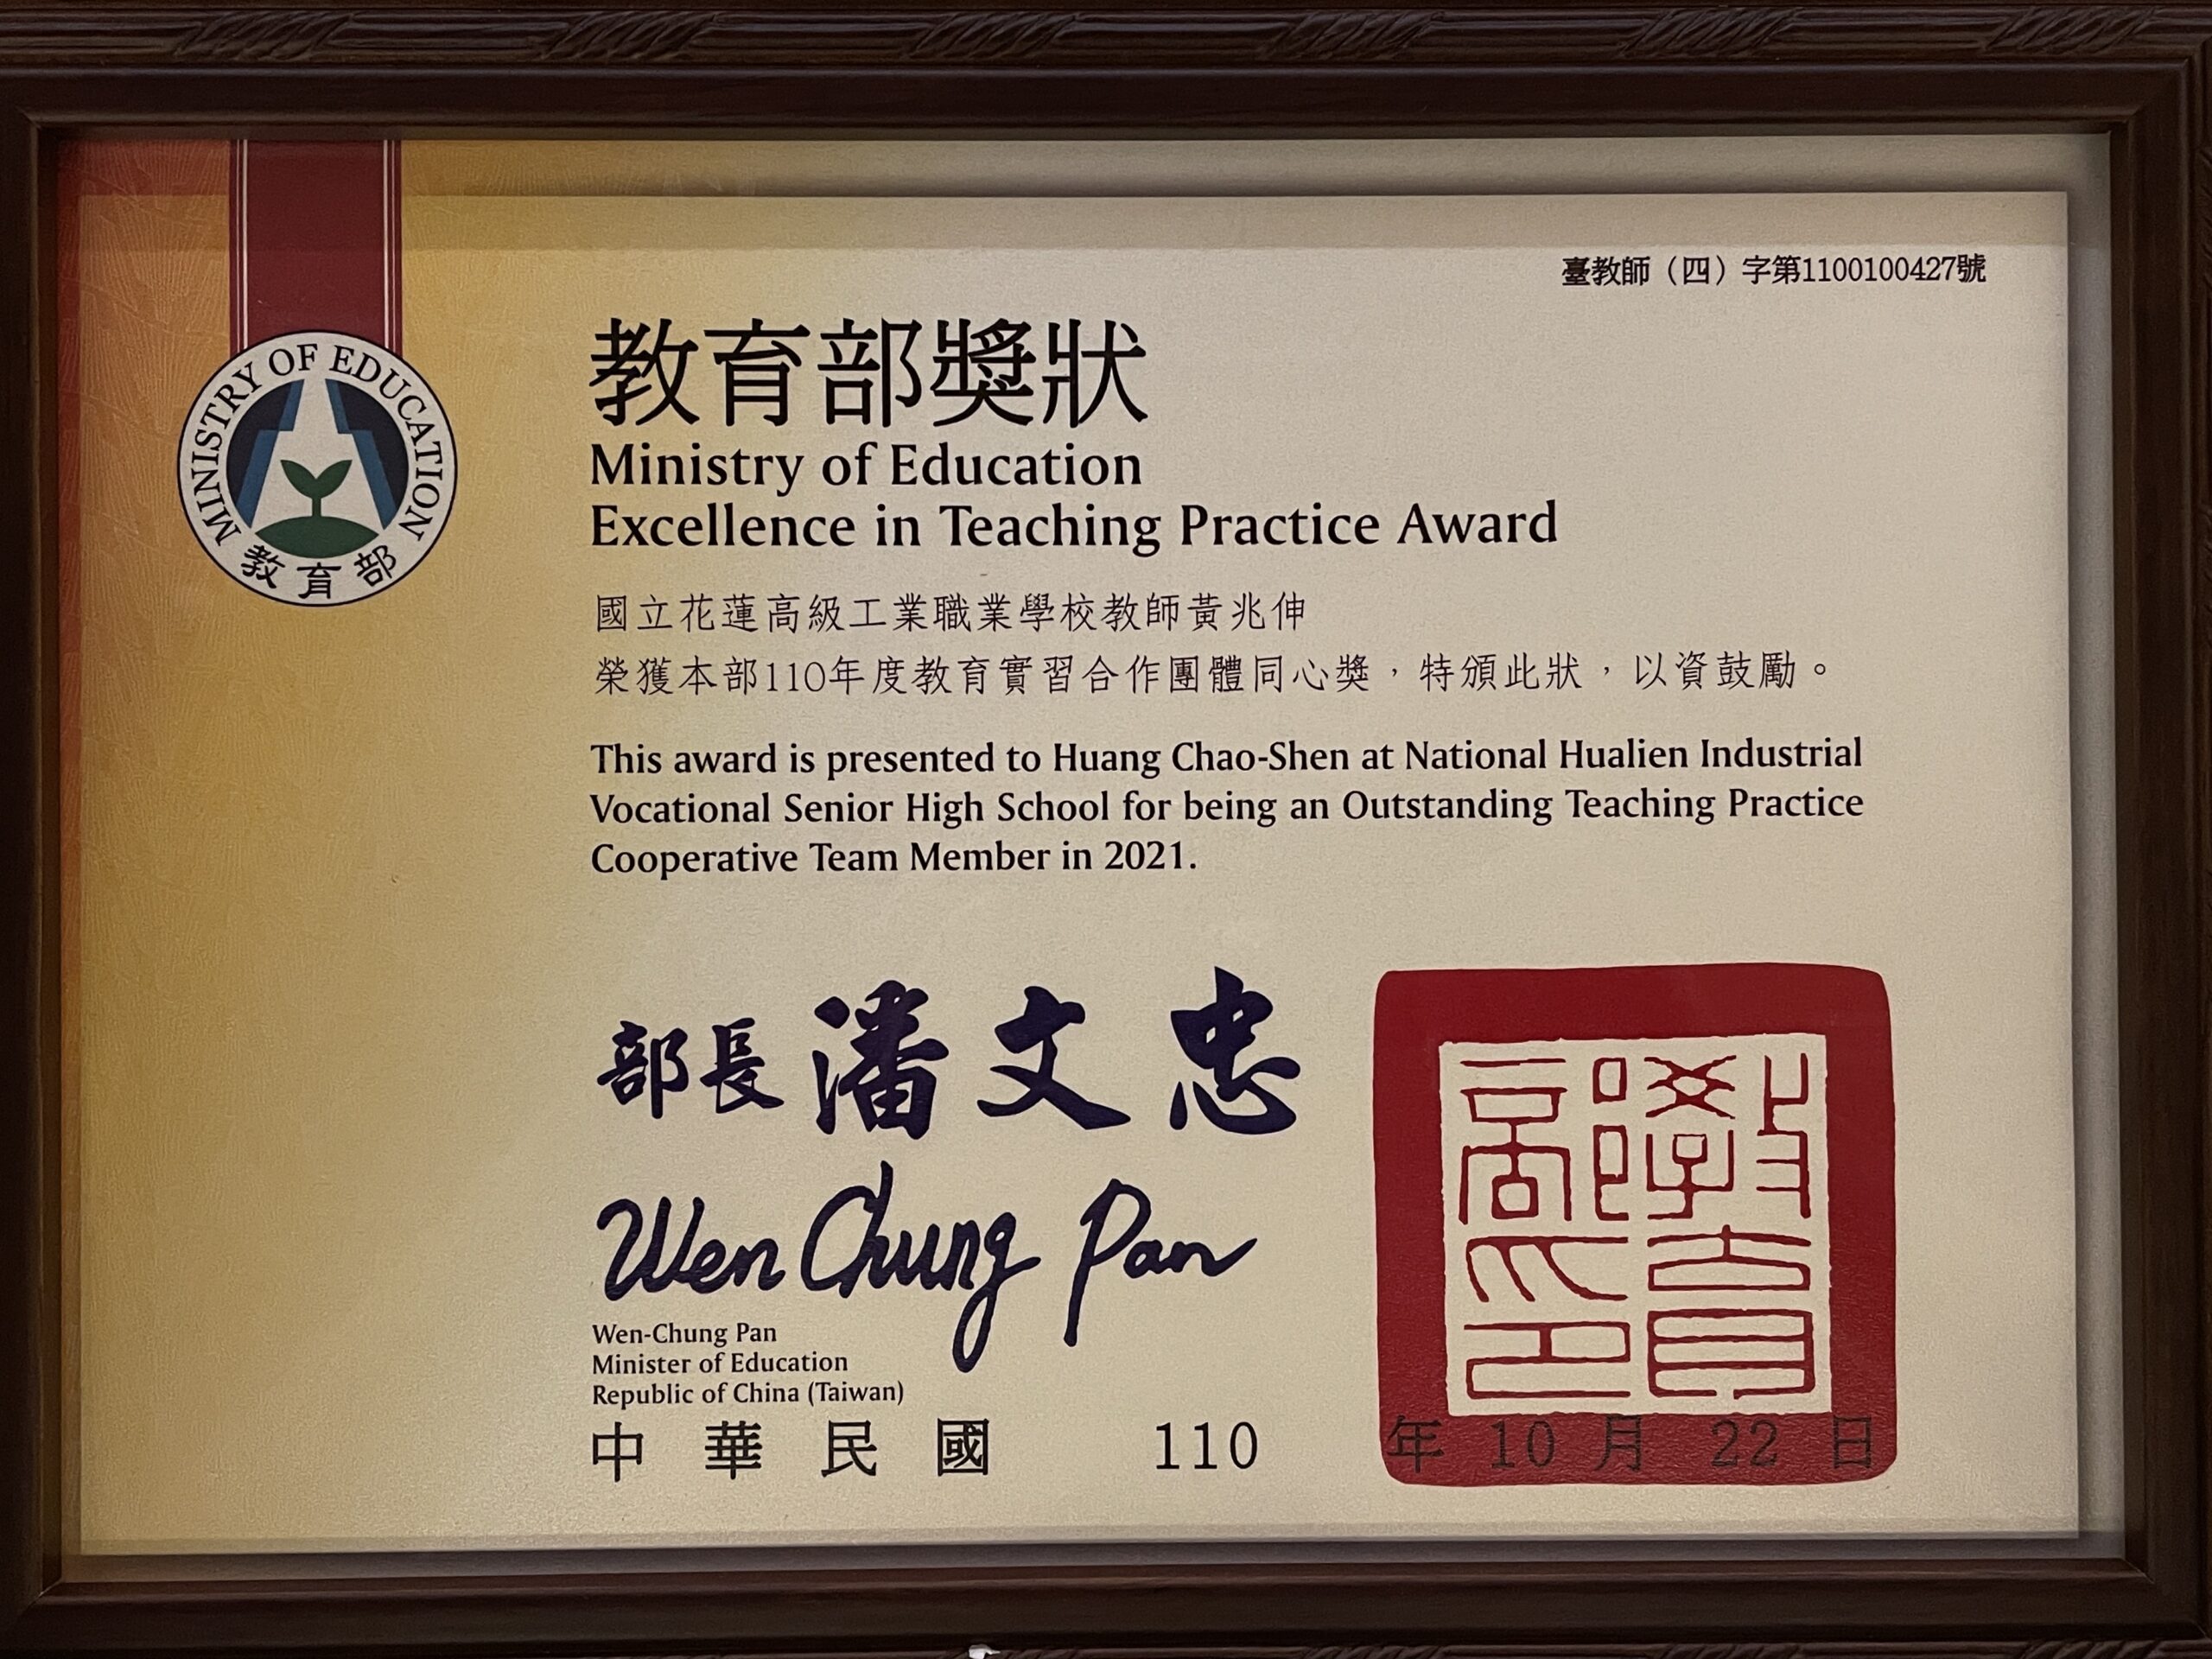 臺教師（四）字第1100100427號
MINISTRY OF EDUCATION
教育部
教育部獎狀
Ministry of Education
Excellence in Teaching Practice Award
國立花蓮高級工業職業學校教師黃兆伸
榮獲本部110年度教育實習合作團體同心獎，特頒此狀，以資鼓勵。
This award is presented to Huang Chao-Shen at National Hualien Industrial
Vocational Senior High School for being an Outstanding Teaching Practice
Cooperative Team Member in 2021.
部長 潘文忠
Wen Chung Pan
Wen-Chung Pan
Minister of Education
Republic of China (Taiwan)
教育部印
中華民國 110 年 10 月 22 日